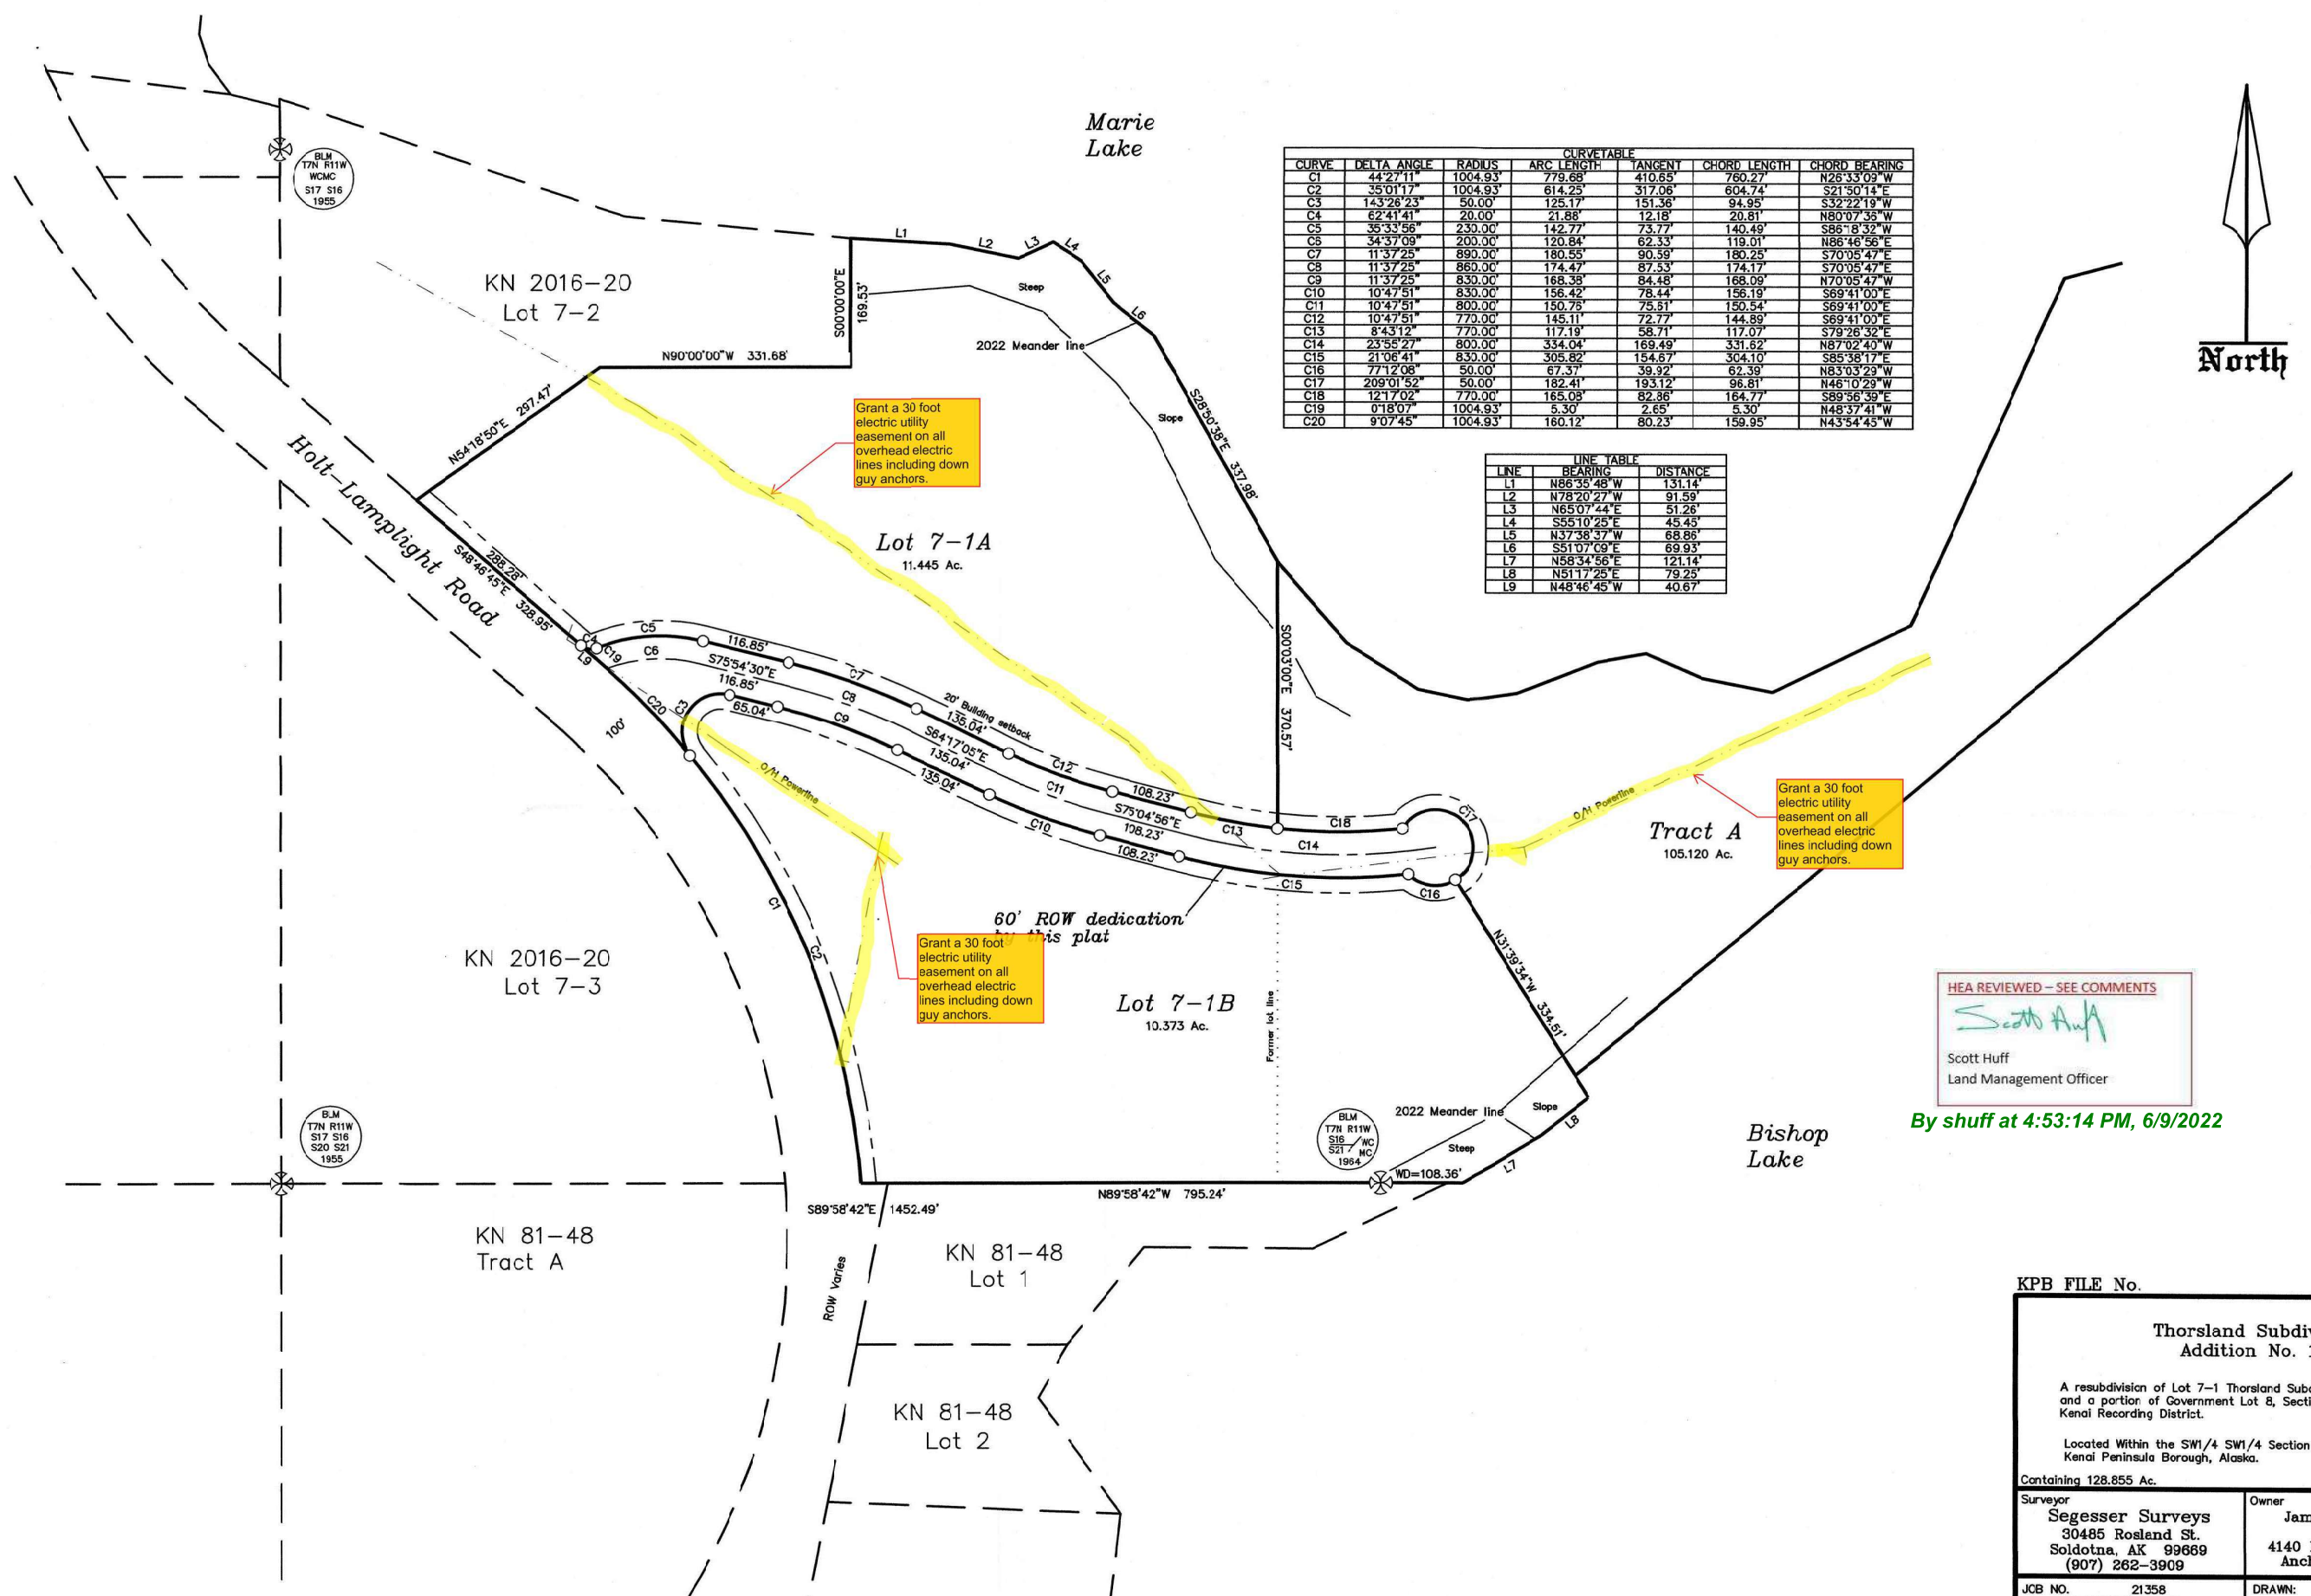 Marie
Lake
BLM
T7N R11W
WCMC
S17 S16
1955
CURVETABLE
CURVE DELTA ANGLE RADIUS ARC LENGTH TANGENT CHORD LENGTH CHORD BEARING
C1 44°27'11" 1004.93' 779.68' 410.65' 760.27' N26°33'09"W
C2 35°01'17" 1004.93' 614.25' 317.06' 604.74' S21°50'14"E
C3 143°26'23" 50.00' 125.17' 151.36' 94.95' S32°22'19"W
C4 62°41'41" 20.00' 21.88' 12.18' 20.81' N80°07'36"W
C5 35°33'56" 230.00' 142.77' 73.77' 140.49' S86°18'32"W
C6 34°37'09" 200.00' 120.84' 62.33' 119.01' N86°46'56"E
C7 11°37'25" 890.00' 180.55' 90.59' 180.25' S70°05'47"E
C8 11°37'25" 860.00' 174.47' 87.53' 174.17' S70°05'47"E
C9 11°37'25" 830.00' 168.38' 84.48' 168.09' N70°05'47"W
C10 10°47'51" 830.00' 156.42' 78.44' 156.19' S69°41'00"E
C11 10°47'51" 800.00' 150.76' 75.61' 150.54' S69°41'00"E
C12 10°47'51" 770.00' 145.11' 72.77' 144.89' S69°41'00"E
C13 8°43'12" 770.00' 117.19' 58.71' 117.07' S79°26'32"E
C14 23°55'27" 800.00' 334.04' 169.49' 331.62' N87°02'40"W
C15 21°06'41" 830.00' 305.82' 154.67' 304.10' S85°38'17"E
C16 77°12'08" 50.00' 67.37' 39.92' 62.39' N83°03'29"W
C17 209°01'52" 50.00' 182.41' 193.12' 96.81' N46°10'29"W
C18 12°17'02" 770.00' 165.08' 82.86' 164.77' S89°56'39"E
C19 0°18'07" 1004.93' 5.30' 2.65' 5.30' N48°37'41"W
C20 9°07'45" 1004.93' 160.12' 80.23' 159.95' N43°54'45"W
North
LINE TABLE
LINE BEARING DISTANCE
L1 N86°35'48"W 131.14'
L2 N78°20'27"W 91.59'
L3 N65°07'44"E 51.26'
L4 S55°10'25"E 45.45'
L5 N37°38'37"W 68.86'
L6 S51°07'09"E 69.93'
L7 N58°34'56"E 121.14'
L8 N51°17'25"E 79.25'
L9 N48°46'45"W 40.67'
L1
L2
L3
L4
L5
L6
KN 2016-20
Lot 7-2
S00°00'00"E
169.53'
Steep
2022 Meander line
N90°00'00"W 331.68'
N54°18'50"E 297.47'
Slope
S28°50'38"E 337.98'
Grant a 30 foot
electric utility
easement on all
overhead electric
lines including down
guy anchors.
Holt-Lamplight Road
288.28'
S48°46'45"E 328.95'
Lot 7-1A
11.445 Ac.
S00°03'00"E 370.57'
C4
C5
L9
C19
C6
116.85'
S75°54'30"E
116.85'
C7
C8
20' Building setback
135.04'
C20
C3
65.04'
C9
S64°17'05"E
135.04'
135.04'
100'
C12
C11
108.23'
S75°04'56"E
108.23'
C10
108.23'
C13
C18
C17
C14
C15
C16
O/H Powerline
O/H Powerline
Tract A
105.120 Ac.
Grant a 30 foot
electric utility
easement on all
overhead electric
lines including down
guy anchors.
C1
C2
60' ROW dedication
by this plat
Grant a 30 foot
electric utility
easement on all
overhead electric
lines including down
guy anchors.
KN 2016-20
Lot 7-3
Lot 7-1B
10.373 Ac.
Former lot line
N31°39'34"W 334.51'
HEA REVIEWED – SEE COMMENTS
Scott Huff
Scott Huff
Land Management Officer
By shuff at 4:53:14 PM, 6/9/2022
BLM
T7N R11W
S17 S16
S20 S21
1955
BLM
T7N R11W
S16 WC
S21 MC
1964
2022 Meander line
Slope
Steep
L8
L7
WD=108.36'
Bishop
Lake
N89°58'42"W 795.24'
S89°58'42"E 1452.49'
KN 81-48
Tract A
ROW Varies
KN 81-48
Lot 1
KN 81-48
Lot 2
KPB FILE No.
Thorsland Subdi
Addition No.
A resubdivision of Lot 7-1 Thorsland Subd
and a portion of Government Lot 8, Secti
Kenai Recording District.
Located Within the SW1/4 SW1/4 Section
Kenai Peninsula Borough, Alaska.
Containing 128.855 Ac.
Surveyor
Segesser Surveys
30485 Rosland St.
Soldotna, AK 99669
(907) 262-3909
Owner
Jam
4140
Anc
JOB NO. 21358
DRAWN: